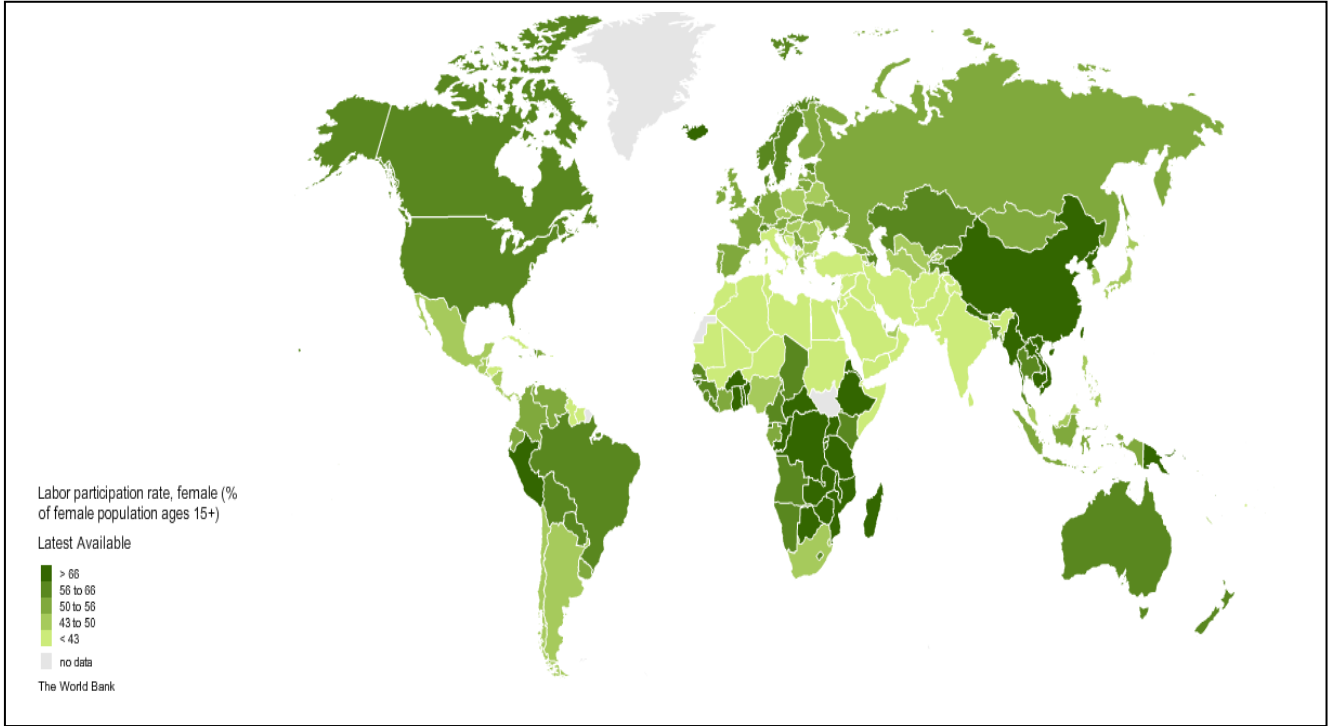 Labor participation rate, female (%
of female population ages 15+)
Latest Available
> 66
56 to 66
50 to 56
43 to 50
< 43
no data
The World Bank